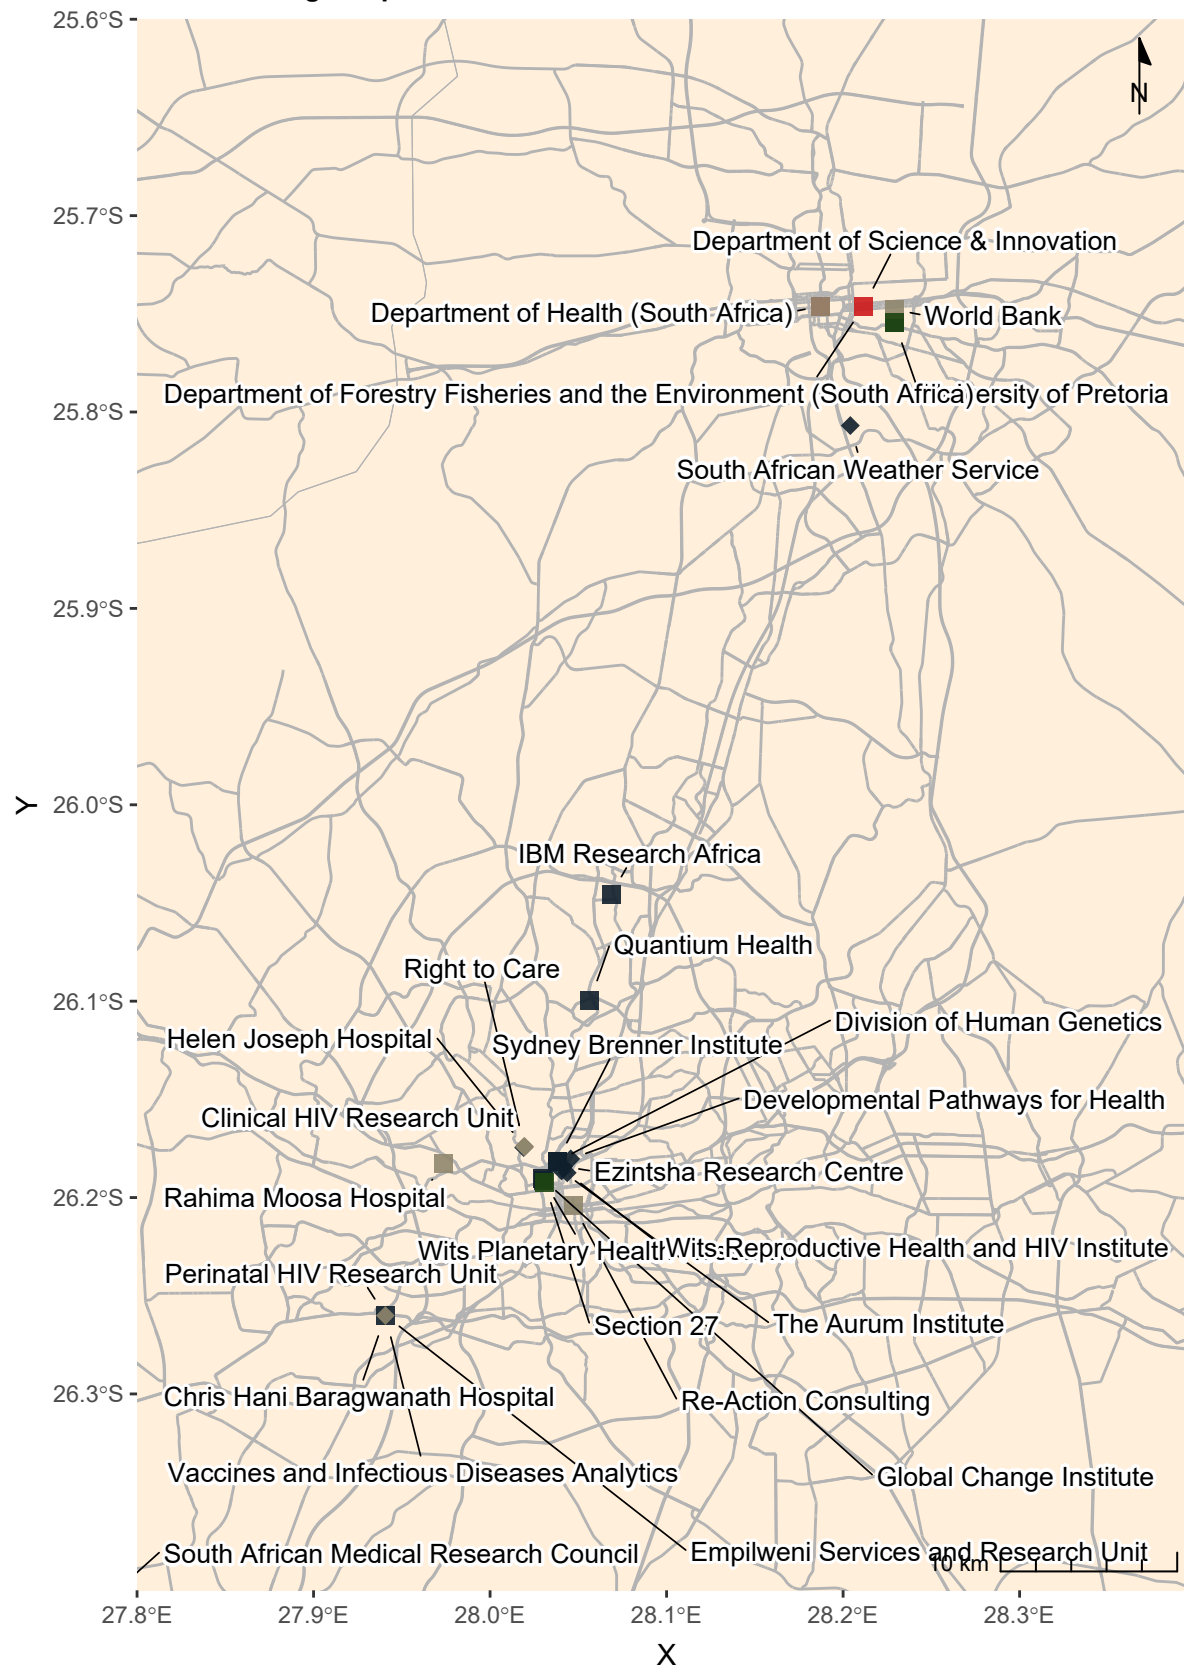 25.6°S
N
25.7°S
Department of Science & Innovation
Department of Health (South Africa)
World Bank
Department of Forestry Fisheries and the Environment (South Africa)
ersity of Pretoria
25.8°S
South African Weather Service
25.9°S
Y
26.0°S
IBM Research Africa
Quantium Health
Right to Care
26.1°S
Division of Human Genetics
Helen Joseph Hospital
Sydney Brenner Institute
Developmental Pathways for Health
Clinical HIV Research Unit
Ezintsha Research Centre
Rahima Moosa Hospital
26.2°S
Wits Planetary Healt
Wits Reproductive Health and HIV Institute
Perinatal HIV Research Unit
Section 27
The Aurum Institute
26.3°S
Chris Hani Baragwanath Hospital
Re-Action Consulting
Vaccines and Infectious Diseases Analytics
Global Change Institute
South African Medical Research Council
Empilweni Services and Research Unit
10 km
27.8°E
27.9°E
28.0°E
28.1°E
28.2°E
28.3°E
X